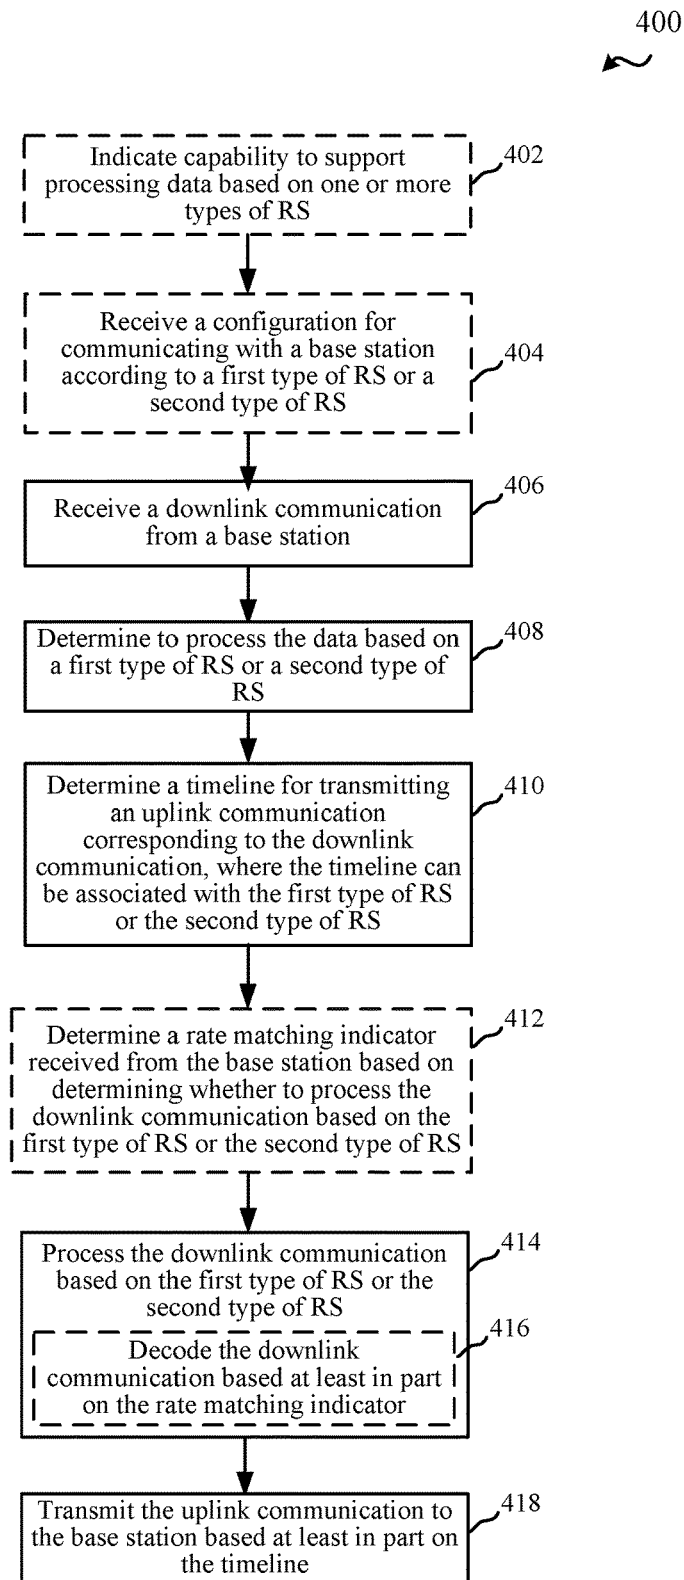 400
Indicate capability to support
processing data based on one or more
types of RS
402
Receive a configuration for
communicating with a base station
according to a first type of RS or a
second type of RS
404
Receive a downlink communication
from a base station
406
Determine to process the data based on
a first type of RS or a second type of
RS
408
Determine a timeline for transmitting
an uplink communication
corresponding to the downlink
communication, where the timeline can
be associated with the first type of RS
or the second type of RS
410
Determine a rate matching indicator
received from the base station based on
determining whether to process the
downlink communication based on the
first type of RS or the second type of RS
412
Process the downlink communication
based on the first type of RS or the
second type of RS
414
Decode the downlink
communication based at least in part
on the rate matching indicator
416
Transmit the uplink communication to
the base station based at least in part on
the timeline
418